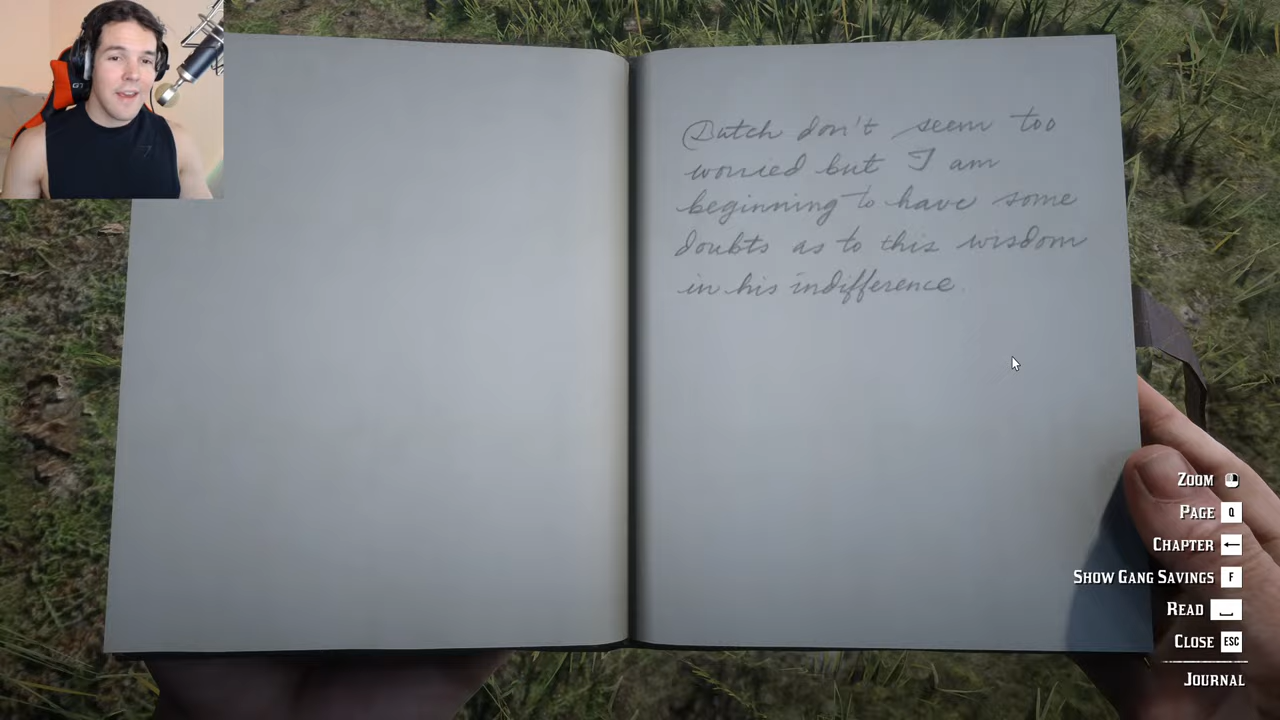 Dutch don't seem too
worried but I am
beginning to have some
doubts as to this wisdom
in his indifference.
ZOOM
PAGE Q
CHAPTER ←
SHOW GANG SAVINGS F
READ
CLOSE ESC
JOURNAL